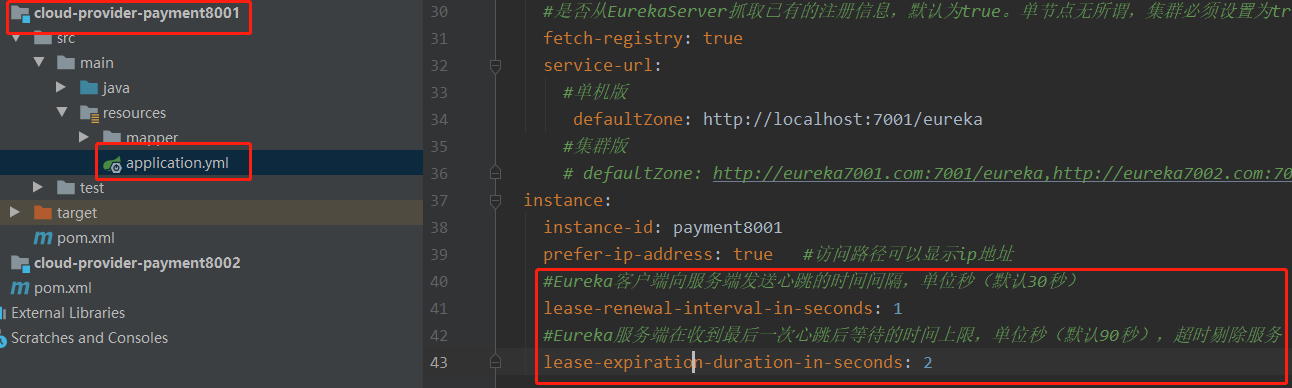 cloud-provider-payment8001
src
main
java
resources
mapper
application.yml
test
target
pom.xml
cloud-provider-payment8002
pom.xml
External Libraries
Scratches and Consoles
30 #是否从EurekaServer抓取已有的注册信息，默认为true。单节点无所谓，集群必须设置为tr
31 fetch-registry: true
32 service-url:
33 #单机版
34 defaultZone: http://localhost:7001/eureka
35 #集群版
36 # defaultZone: http://eureka7001.com:7001/eureka,http://eureka7002.com:70
37 instance:
38 instance-id: payment8001
39 prefer-ip-address: true #访问路径可以显示ip地址
40 #Eureka客户端向服务端发送心跳的时间间隔，单位秒（默认30秒）
41 lease-renewal-interval-in-seconds: 1
42 #Eureka服务端在收到最后一次心跳后等待的时间上限，单位秒（默认90秒），超时剔除服务
43 lease-expiration-duration-in-seconds: 2